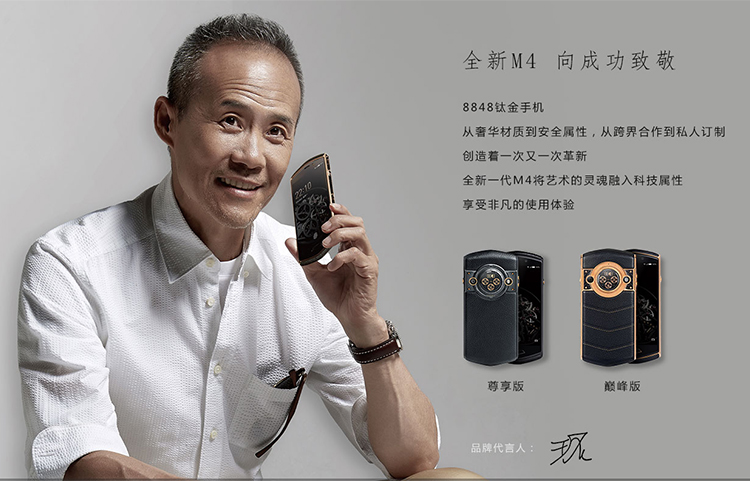 全新M4 向成功致敬
8848钛金手机
从奢华材质到安全属性，从跨界合作到私人订制
创造着一次又一次革新
全新一代M4将艺术的灵魂融入科技属性
享受非凡的使用体验
22:10
尊享版
巅峰版
品牌代言人：